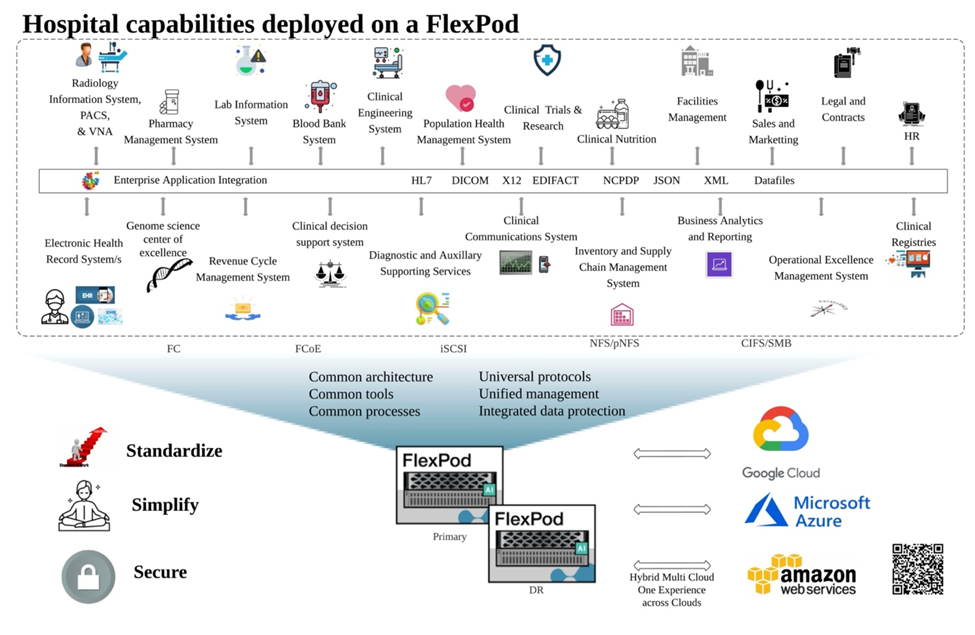 Hospital capabilities deployed on a FlexPod
Radiology
Information System,
PACS,
& VNA
Pharmacy
Management System
Lab Information
System
Blood Bank
System
Clinical
Engineering
System
Population Health
Management System
Clinical Trials &
Research
Clinical Nutrition
Facilities
Management
Sales and
Marketting
Legal and
Contracts
HR
Enterprise Application Integration
HL7
DICOM
X12
EDIFACT
NCPDP
JSON
XML
Datafiles
Electronic Health
Record System/s
EHR
Genome science
center of
excellence
Revenue Cycle
Management System
Clinical decision
support system
Diagnostic and Auxillary
Supporting Services
Clinical
Communications System
Inventory and Supply
Chain Management
System
Business Analytics
and Reporting
Operational Excellence
Management System
Clinical
Registries
FC
FCoE
iSCSI
NFS/pNFS
CIFS/SMB
Common architecture
Common tools
Common processes
Universal protocols
Unified management
Integrated data protection
Standardize
Simplify
Secure
FlexPod
AI
Primary
FlexPod
AI
DR
Hybrid Multi Cloud
One Experience
across Clouds
Google Cloud
Microsoft
Azure
amazon
webservices